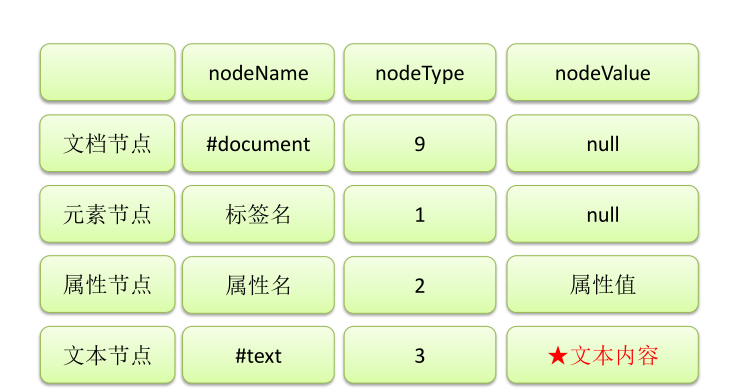 nodeName nodeType nodeValue
文档节点 #document 9 null
元素节点 标签名 1 null
属性节点 属性名 2 属性值
文本节点 #text 3 ★文本内容